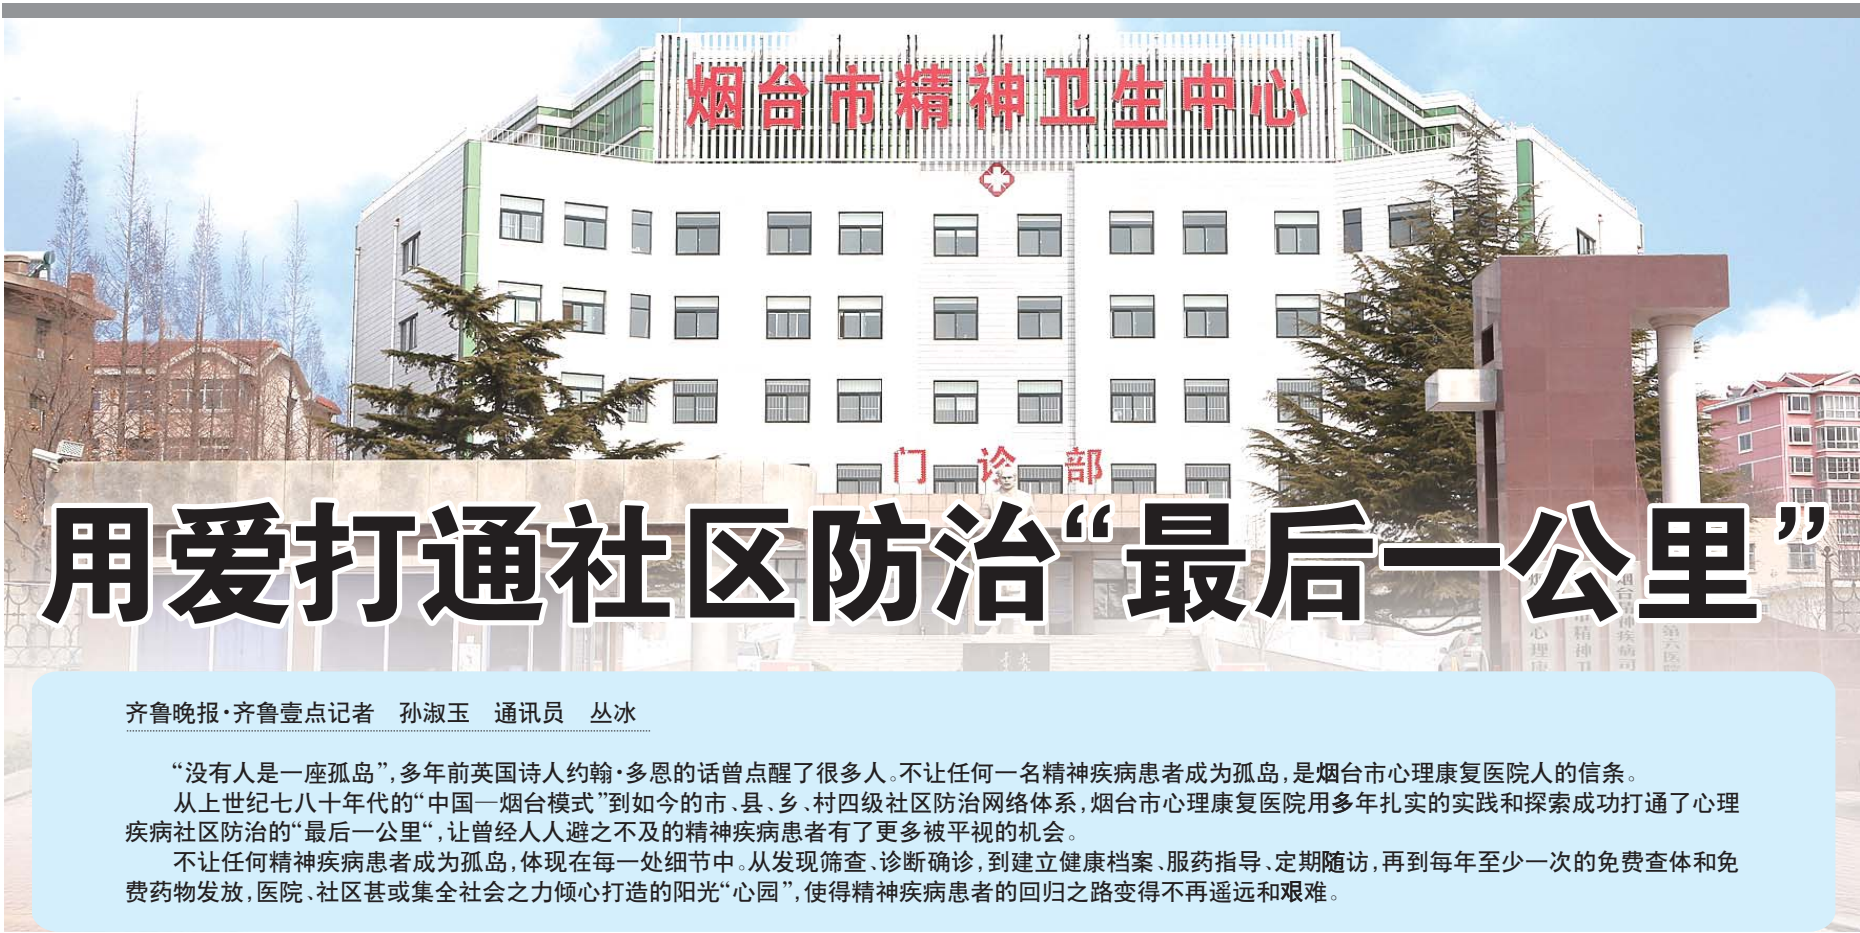 烟台市精神卫生中心
门诊部
用爱打通社区防治“最后一公里”
齐鲁晚报·齐鲁壹点记者 孙淑玉 通讯员 丛冰
“没有人是一座孤岛”，多年前英国诗人约翰·多恩的话曾点醒了很多人。不让任何一名精神疾病患者成为孤岛，是烟台市心理康复医院人的信条。
从上世纪七八十年代的“中国—烟台模式”到如今的市、县、乡、村四级社区防治网络体系，烟台市心理康复医院用多年扎实的实践和探索成功打通了心理
疾病社区防治的“最后一公里“，让曾经人人避之不及的精神疾病患者有了更多被平视的机会。
不让任何精神疾病患者成为孤岛，体现在每一处细节中。从发现筛查、诊断确诊，到建立健康档案、服药指导、定期随访，再到每年至少一次的免费查体和免
费药物发放，医院、社区甚或集全社会之力倾心打造的阳光“心园”，使得精神疾病患者的回归之路变得不再遥远和艰难。